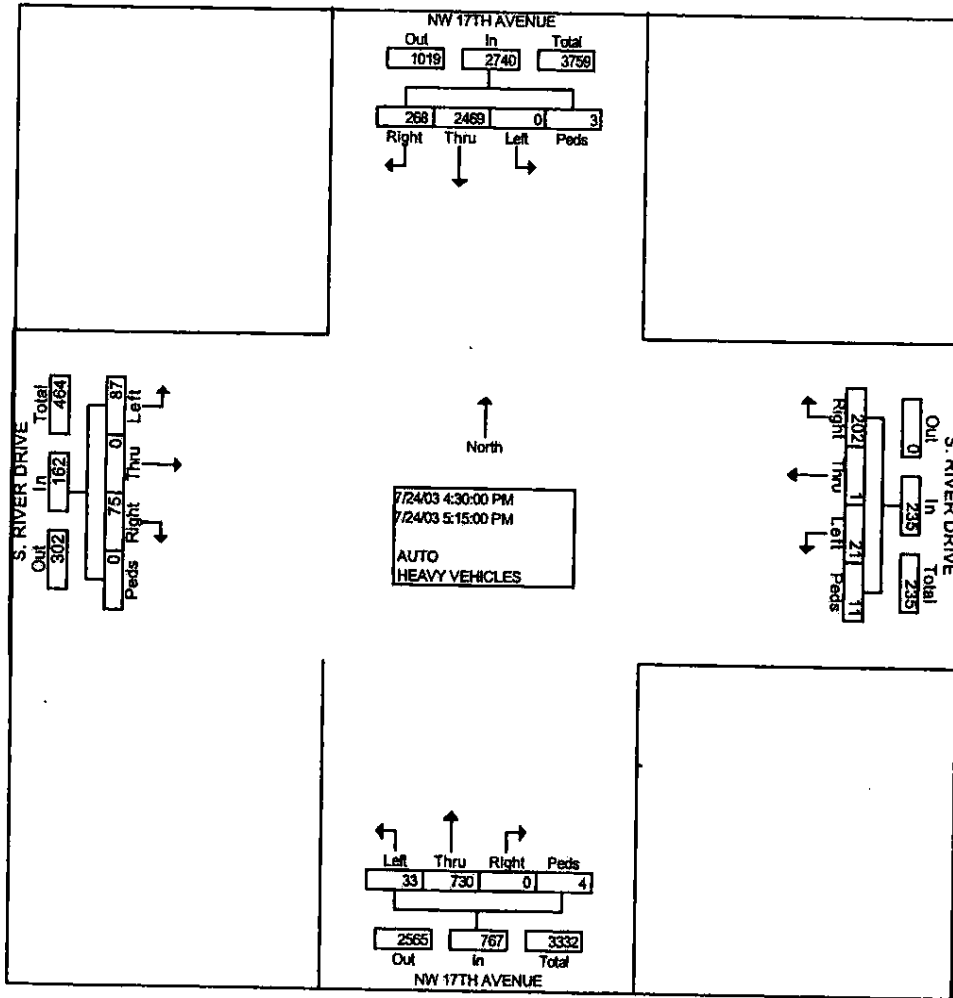 NW 17TH AVENUE
Out In Total
1019 2740 3759
268 2469 0 3
Right Thru Left Peds
S. RIVER DRIVE
Total In Out
464 162 302
87 0 75 0
Left Thru Right Peds
North
7/24/03 4:30:00 PM
7/24/03 5:15:00 PM
AUTO
HEAVY VEHICLES
Right Thru Left Peds
202 1 21 11
Out In Total
0 235 235
S. RIVER DRIVE
Left Thru Right Peds
33 730 0 4
2565 767 3332
Out In Total
NW 17TH AVENUE